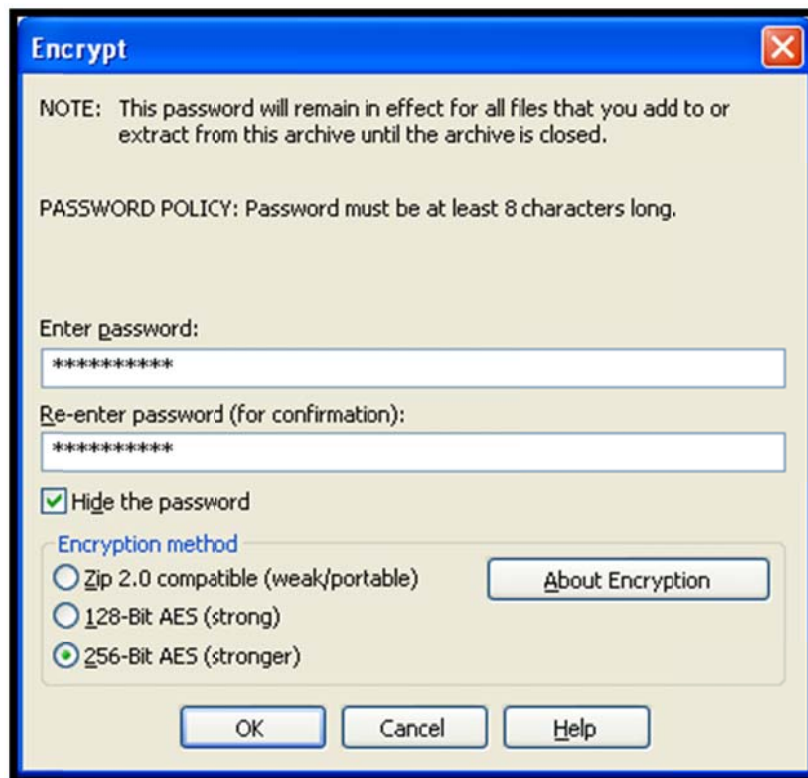 Encrypt
NOTE: This password will remain in effect for all files that you add to or
extract from this archive until the archive is closed.
PASSWORD POLICY: Password must be at least 8 characters long.
Enter password:
**********
Re-enter password (for confirmation):
**********
Hide the password
Encryption method
Zip 2.0 compatible (weak/portable)
About Encryption
128-Bit AES (strong)
256-Bit AES (stronger)
OK Cancel Help